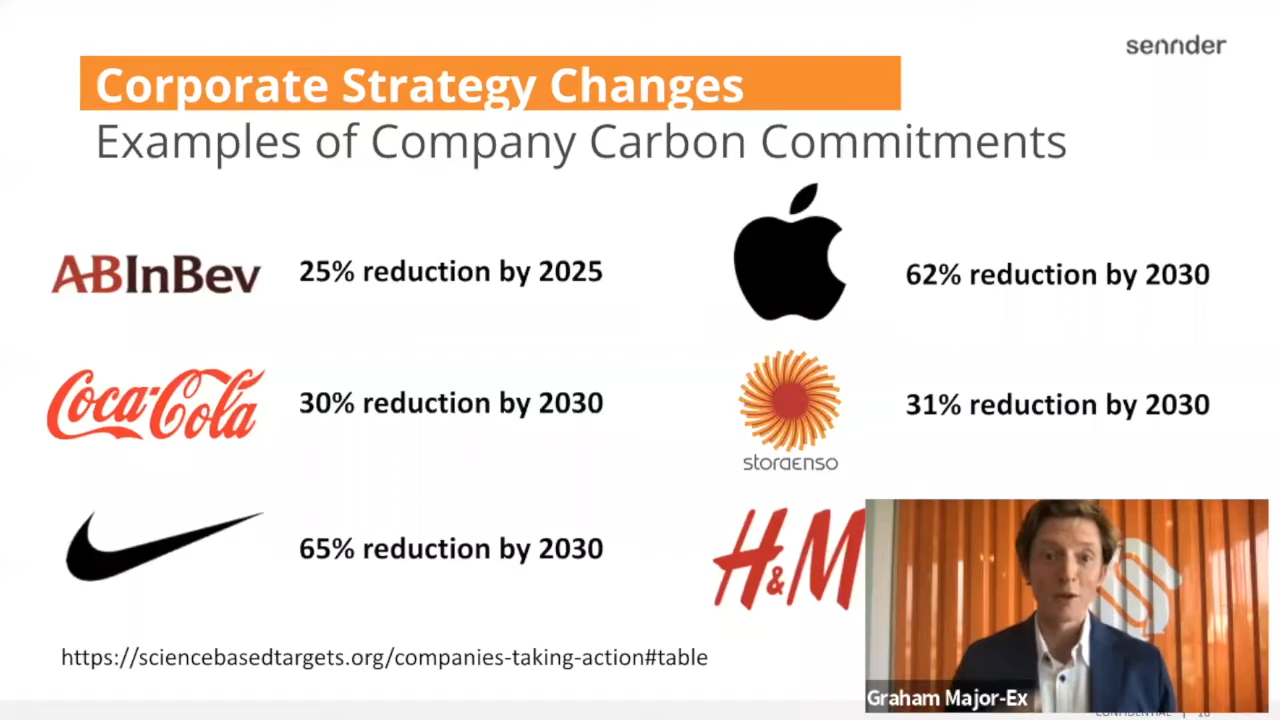 sennder
Corporate Strategy Changes
Examples of Company Carbon Commitments
ABInBev
25% reduction by 2025
62% reduction by 2030
Coca-Cola
30% reduction by 2030
storaenso
31% reduction by 2030
65% reduction by 2030
H&M
https://sciencebasedtargets.org/companies-taking-action#table
Graham Major-Ex